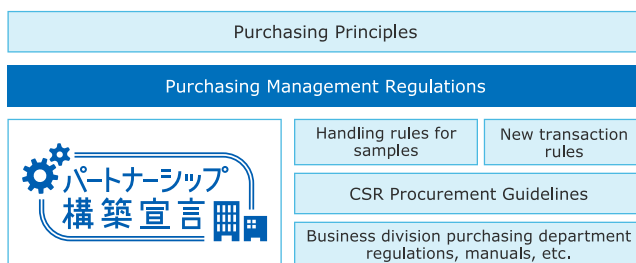 Purchasing Principles
Purchasing Management Regulations
パートナーシップ
構築宣言
Handling rules for
samples
New transaction
rules
CSR Procurement Guidelines
Business division purchasing department
regulations, manuals, etc.